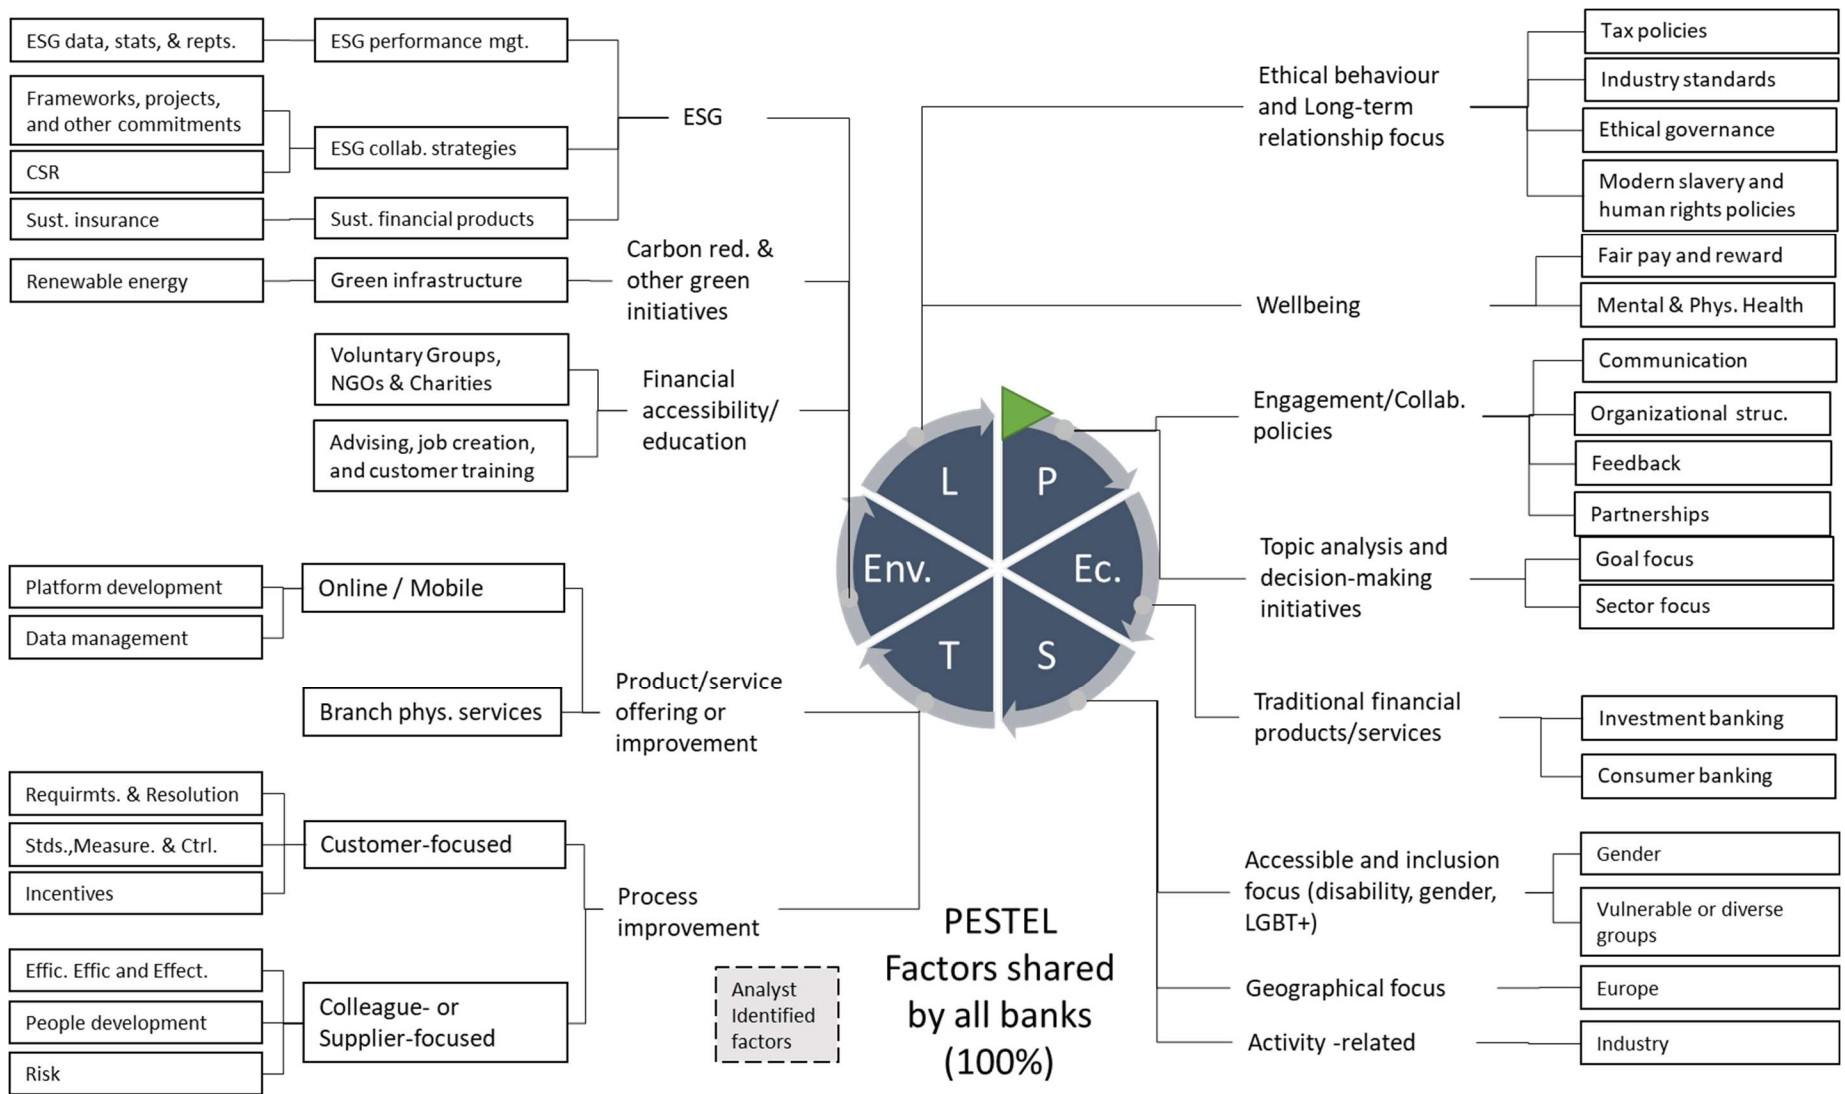 ESG data, stats, & repts.
ESG performance mgt.
Frameworks, projects,
and other commitments
ESG collab. strategies
CSR
Sust. insurance
Sust. financial products
ESG
Renewable energy
Green infrastructure
Carbon red. &
other green
initiatives
Voluntary Groups,
NGOs & Charities
Advising, job creation,
and customer training
Financial
accessibility/
education
Platform development
Data management
Online / Mobile
Branch phys. services
Product/service
offering or
improvement
Requirmts. & Resolution
Stds.,Measure. & Ctrl.
Incentives
Customer-focused
Effic. Effic and Effect.
People development
Risk
Colleague- or
Supplier-focused
Process
improvement
L
P
Env.
Ec.
T
S
Analyst
Identified
factors
PESTEL
Factors shared
by all banks
(100%)
Ethical behaviour
and Long-term
relationship focus
Tax policies
Industry standards
Ethical governance
Modern slavery and
human rights policies
Wellbeing
Fair pay and reward
Mental & Phys. Health
Engagement/Collab.
policies
Communication
Organizational struc.
Feedback
Partnerships
Topic analysis and
decision-making
initiatives
Goal focus
Sector focus
Traditional financial
products/services
Investment banking
Consumer banking
Accessible and inclusion
focus (disability, gender,
LGBT+)
Gender
Vulnerable or diverse
groups
Geographical focus
Europe
Activity -related
Industry